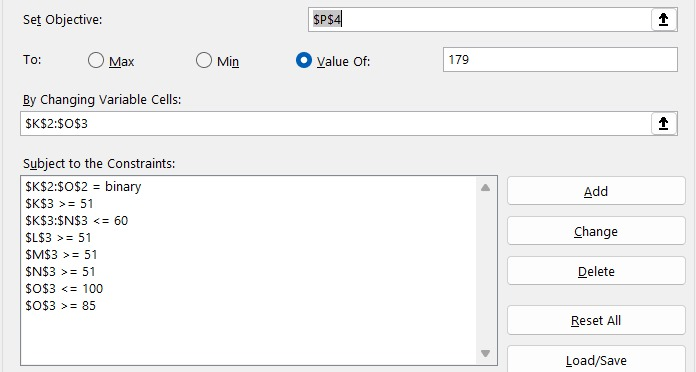 Set Objective: $P$4
To: Max Min Value Of: 179
By Changing Variable Cells:
$K$2:$O$3
Subject to the Constraints:
$K$2:$O$2 = binary
$K$3 >= 51
$K$3:$N$3 <= 60
$L$3 >= 51
$M$3 >= 51
$N$3 >= 51
$O$3 <= 100
$O$3 >= 85
Add
Change
Delete
Reset All
Load/Save